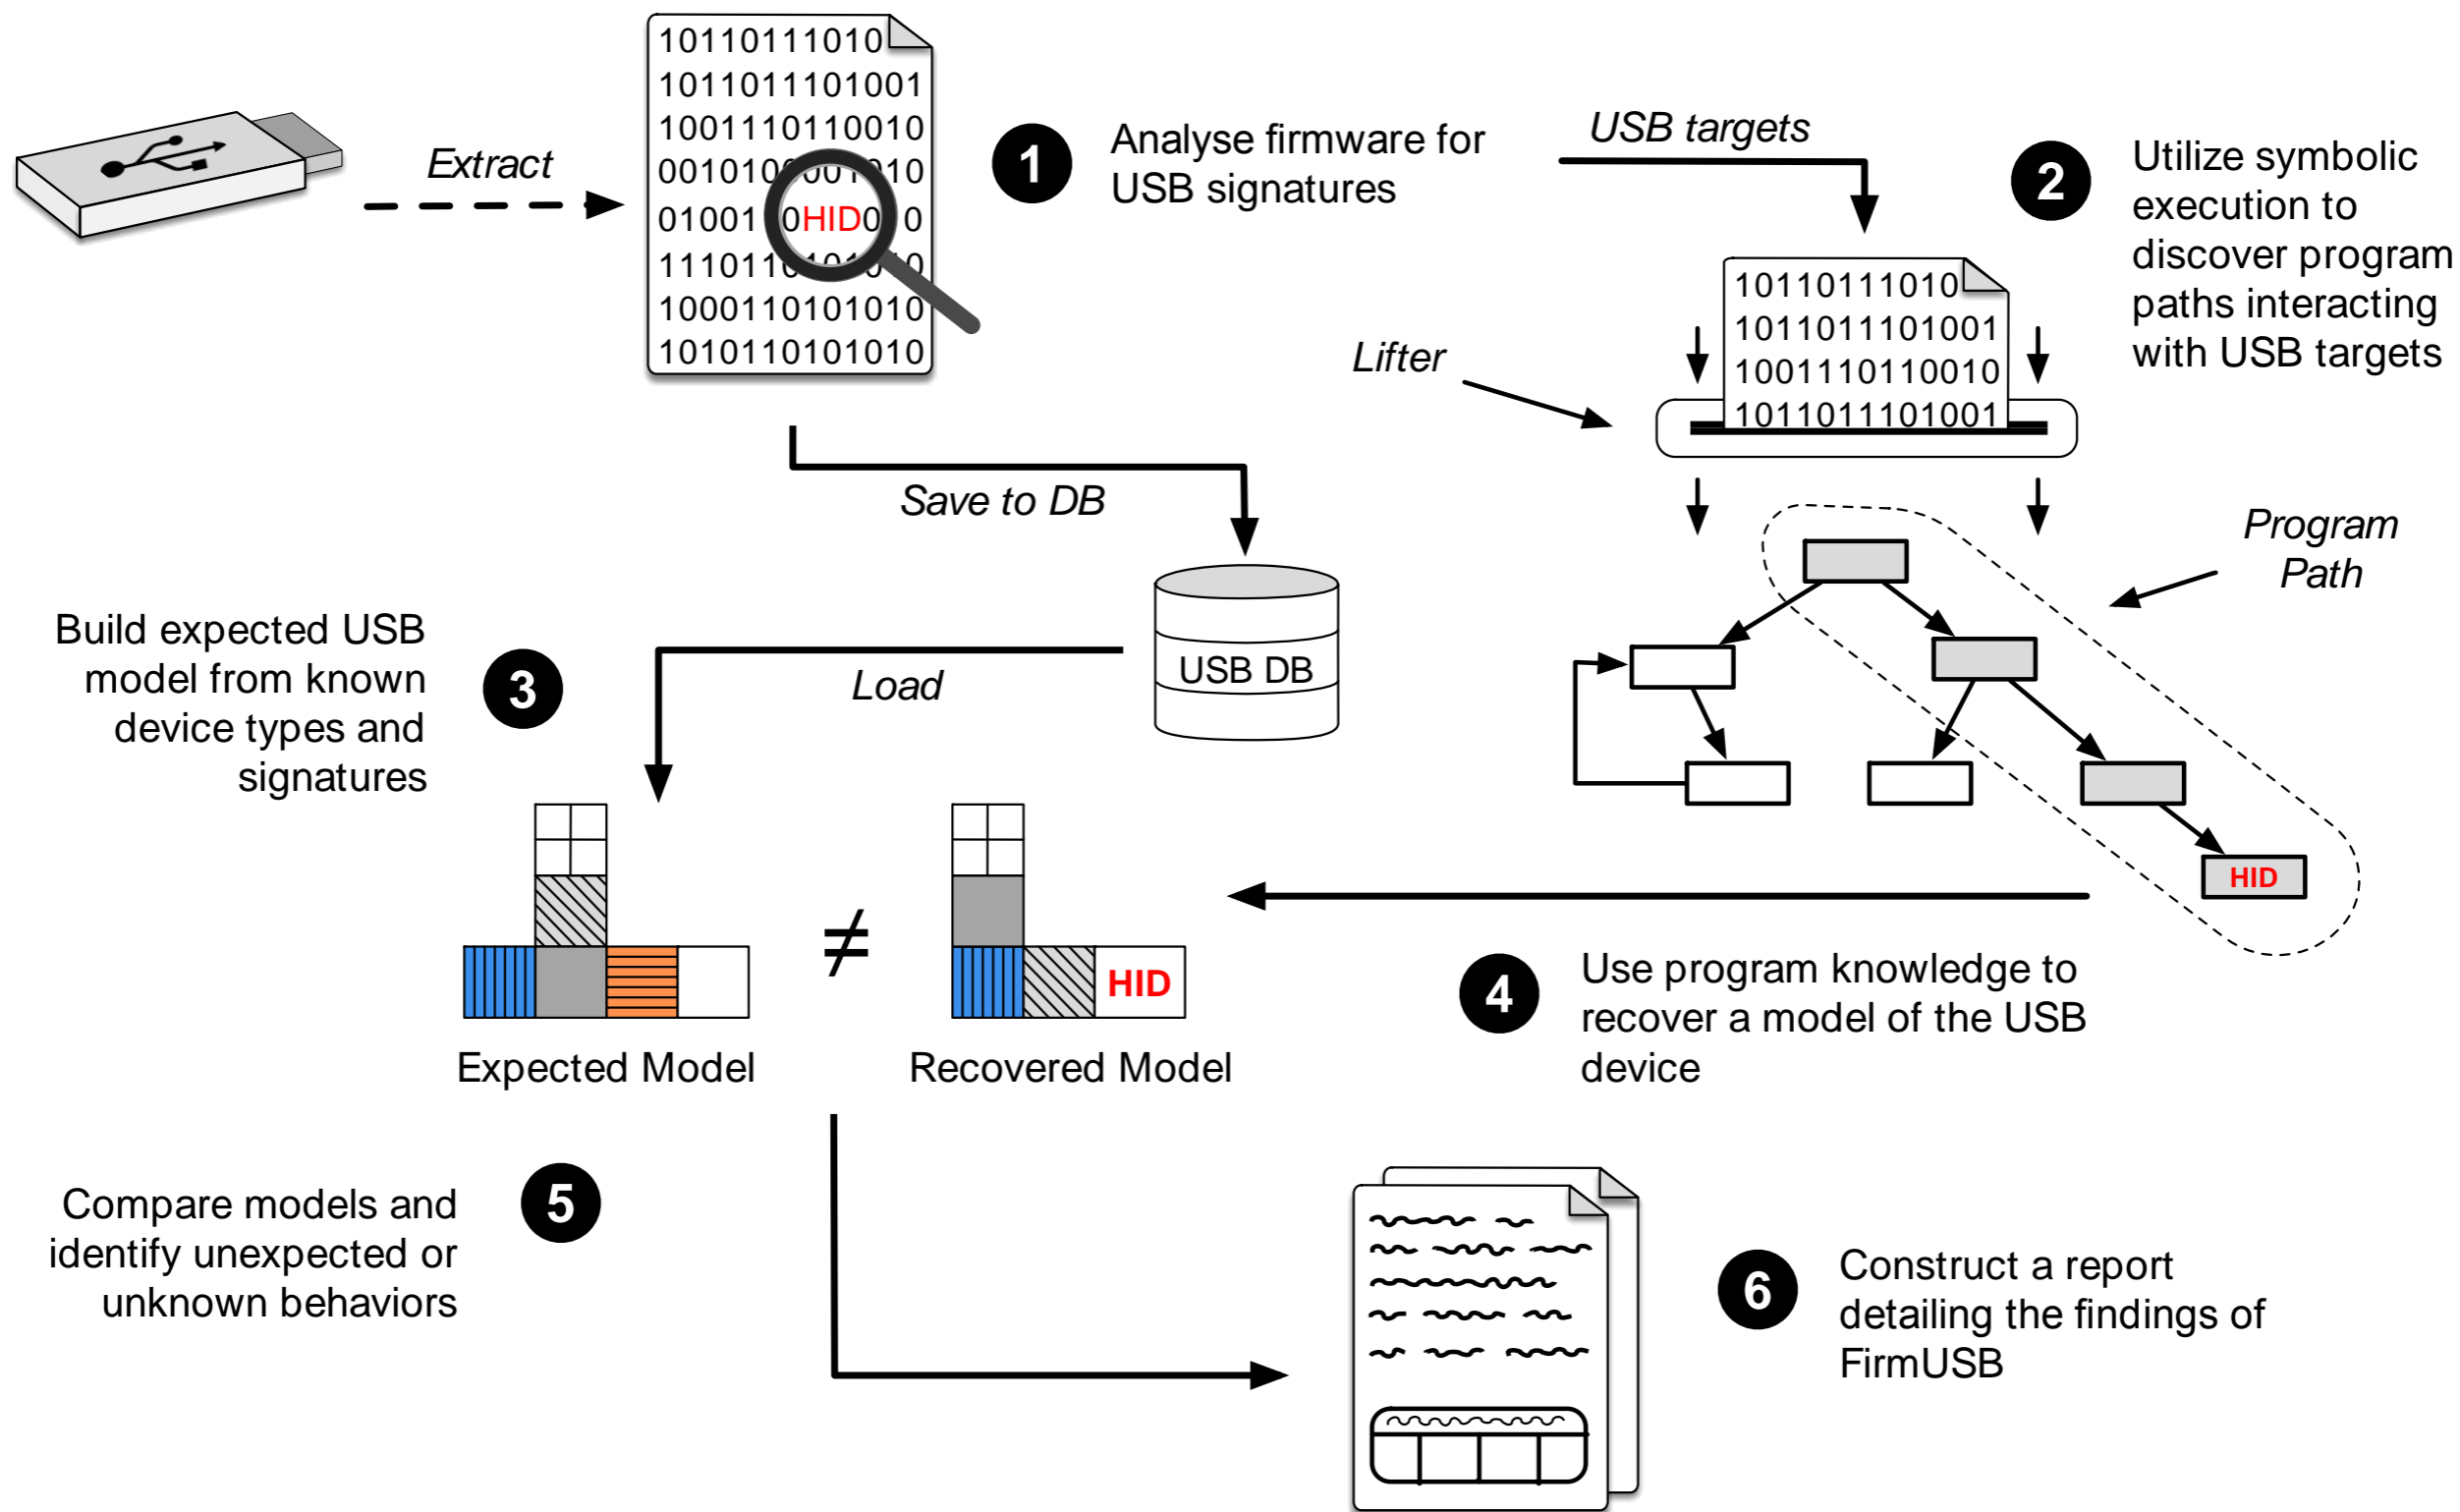 10110111010
1011011101001
1001110110010
01001
0HID0
0
1000110101010
1010110101010
Extract
1
Analyse firmware for
USB signatures
USB targets
2
Utilize symbolic
execution to
discover program
paths interacting
with USB targets
10110111010
1011011101001
1001110110010
1011011101001
Lifter
Save to DB
Program
Path
USB DB
Load
Build expected USB
model from known
device types and
signatures
3
HID
≠
HID
Expected Model
Recovered Model
4
Use program knowledge to
recover a model of the USB
device
Compare models and
identify unexpected or
unknown behaviors
5
6
Construct a report
detailing the findings of
FirmUSB